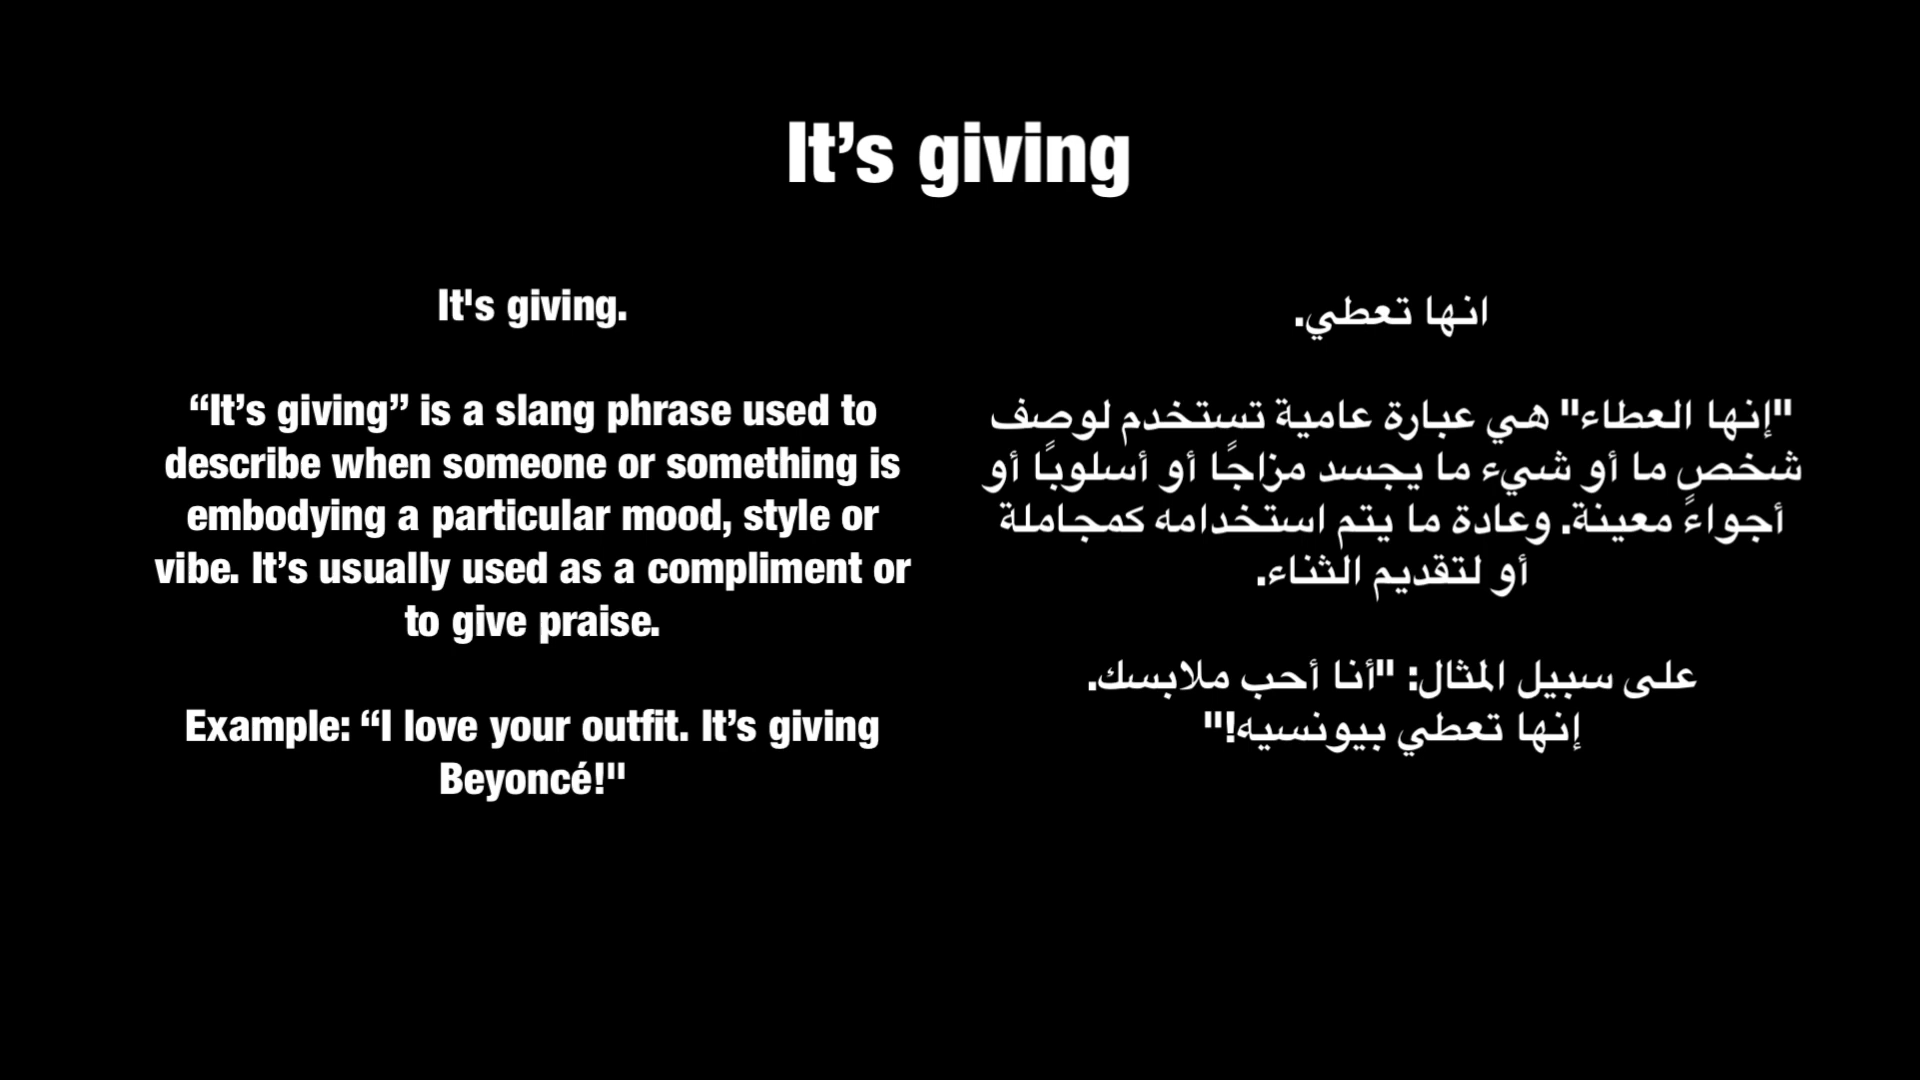 It’s giving
It's giving.
“It’s giving” is a slang phrase used to
describe when someone or something is
embodying a particular mood, style or
vibe. It’s usually used as a compliment or
to give praise.
Example: “I love your outfit. It’s giving
Beyoncé!"
انها تعطي.
"إنها العطاء" هي عبارة عامية تستخدم لوصف
شخصٍ ما أو شيء ما يجسد مزاجًا أو أسلوبًا أو
أجواءً معينة. وعادة ما يتم استخدامه كمجاملة
أو لتقديم الثناء.
على سبيل المثال: "أنا أحب ملابسك.
إنها تعطي بيونسيه!"